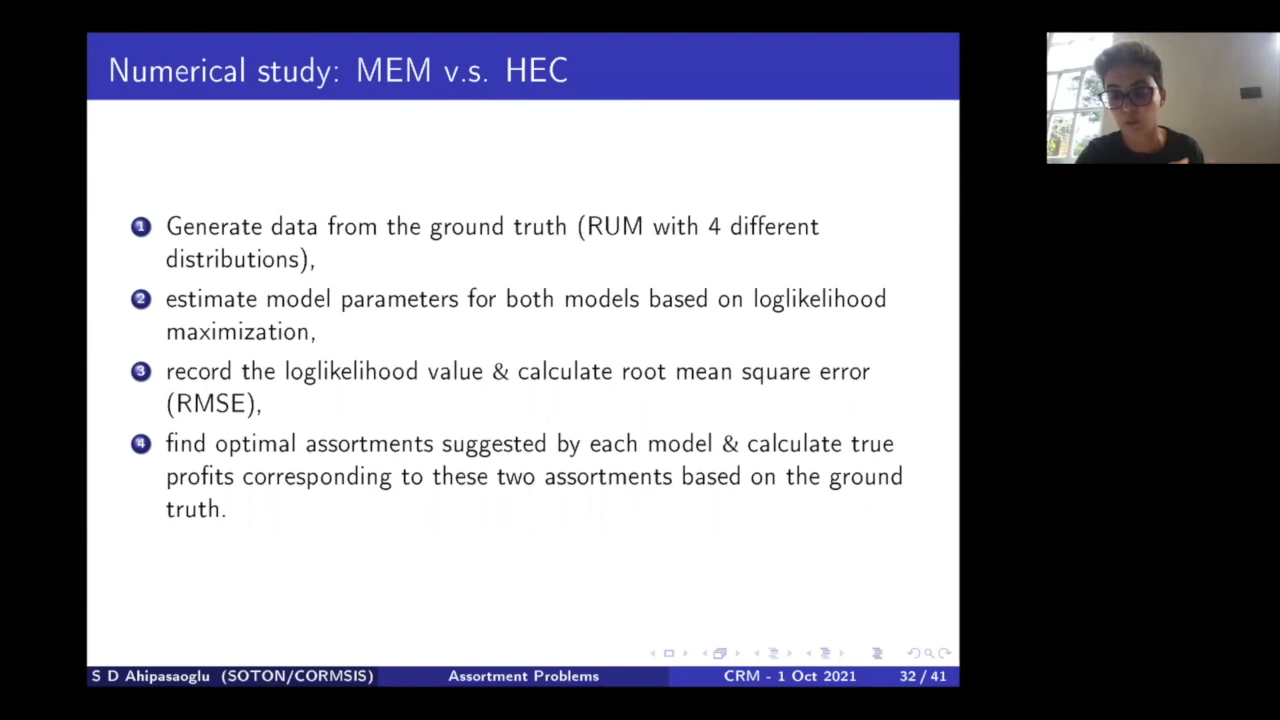 Numerical study: MEM v.s. HEC
1 Generate data from the ground truth (RUM with 4 different
distributions),
2 estimate model parameters for both models based on loglikelihood
maximization,
3 record the loglikelihood value & calculate root mean square error
(RMSE),
4 find optimal assortments suggested by each model & calculate true
profits corresponding to these two assortments based on the ground
truth.
S D Ahipasaoglu (SOTON/CORMSIS) Assortment Problems CRM - 1 Oct 2021 32 / 41